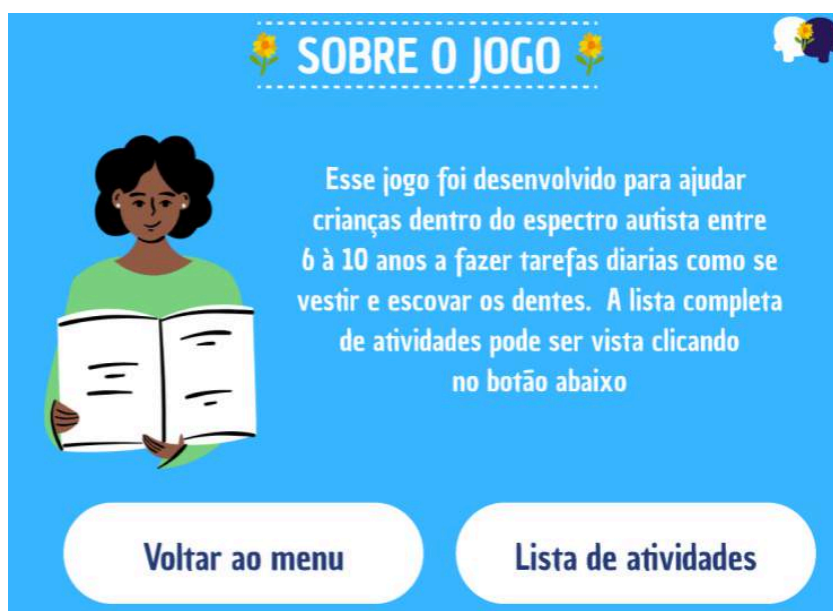 SOBRE O JOGO
Esse jogo foi desenvolvido para ajudar
crianças dentro do espectro autista entre
6 à 10 anos a fazer tarefas diarias como se
vestir e escovar os dentes. A lista completa
de atividades pode ser vista clicando
no botão abaixo
Voltar ao menu
Lista de atividades